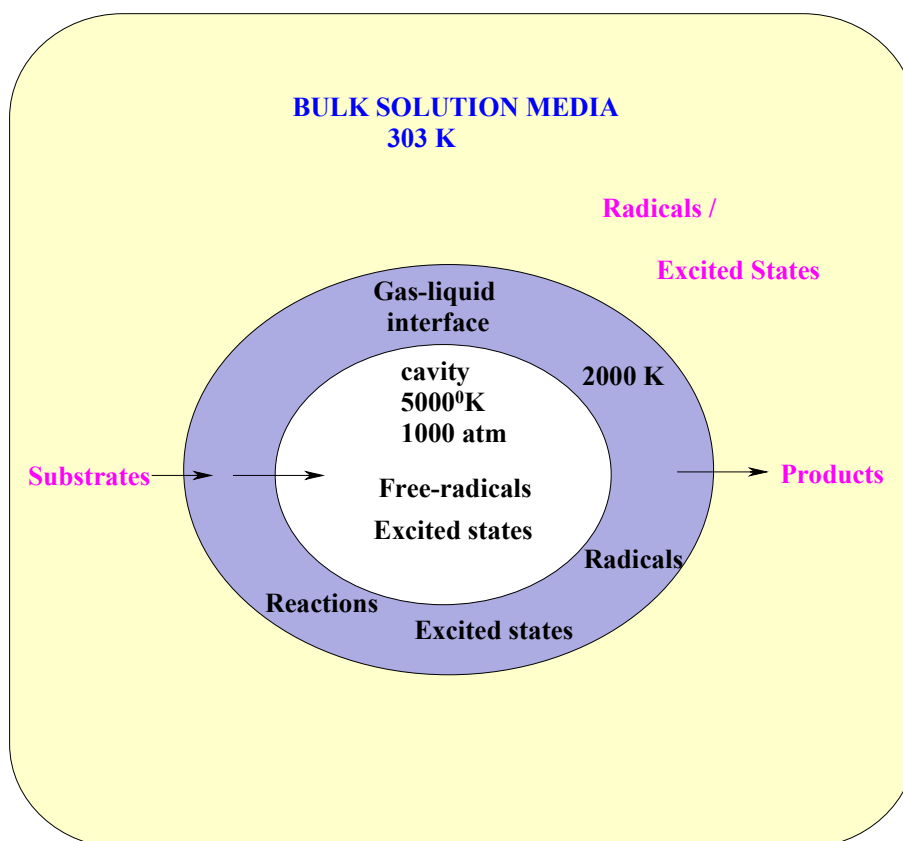 BULK SOLUTION MEDIA
303 K
Radicals /
Excited States
Gas-liquid
interface
cavity
5000⁰K
1000 atm
2000 K
Substrates
Free-radicals
Excited states
Products
Radicals
Reactions
Excited states